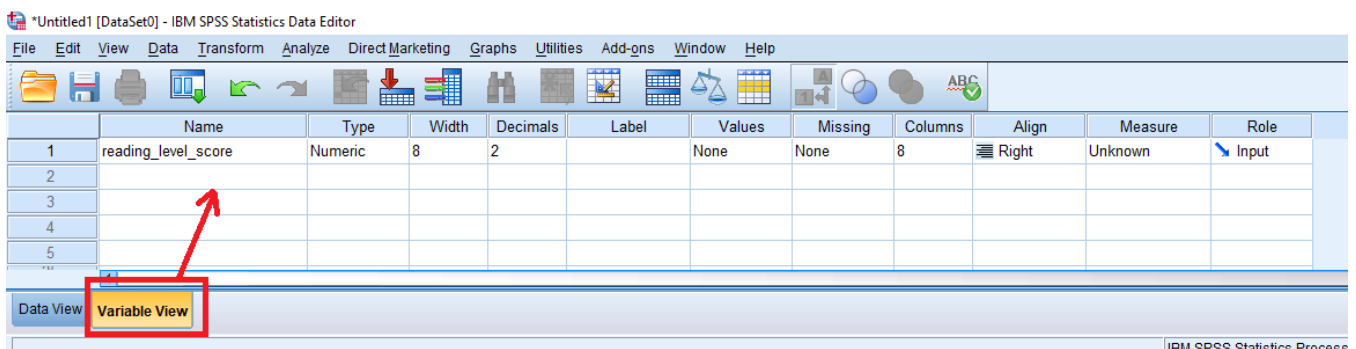 *Untitled1 [DataSet0] - IBM SPSS Statistics Data Editor
File Edit View Data Transform Analyze Direct Marketing Graphs Utilities Add-ons Window Help
A
14
ABC
Name Type Width Decimals Label Values Missing Columns Align Measure Role
1 reading_level_score Numeric 8 2 None None 8 Right Unknown Input
2
3
4
5
Data View Variable View
IBM SPSS Statistics Process